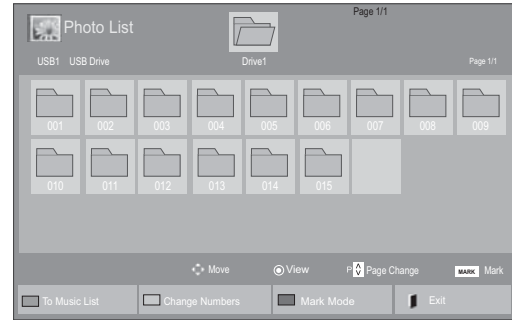 Page 1/1
Photo List
USB1 USB Drive Drive1 Page 1/1
001 002 003 004 005 006 007 008 009
010 011 012 013 014 015
Move View P Page Change MARK Mark
To Music List Change Numbers Mark Mode Exit